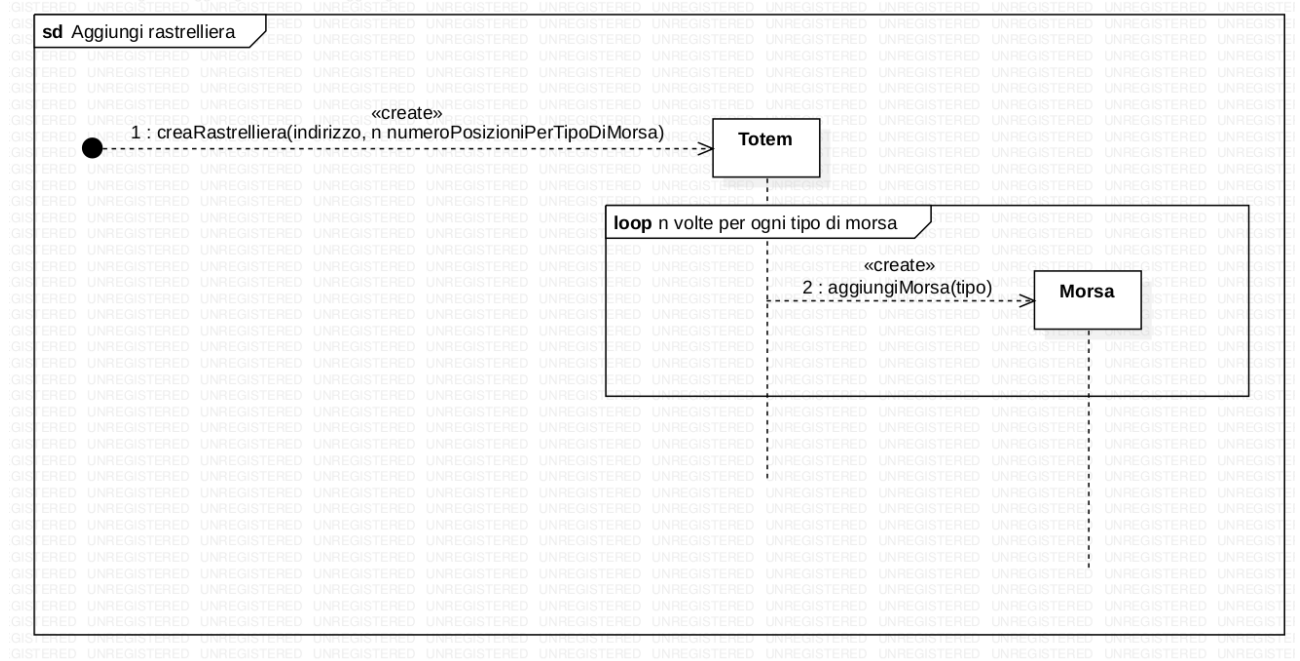 sd Aggiungi rastrelliera
«create»
1 : creaRastrelliera(indirizzo, n numeroPosizioniPerTipoDiMorsa)
Totem
loop n volte per ogni tipo di morsa
«create»
2 : aggiungiMorsa(tipo)
Morsa
UNREGISTERED